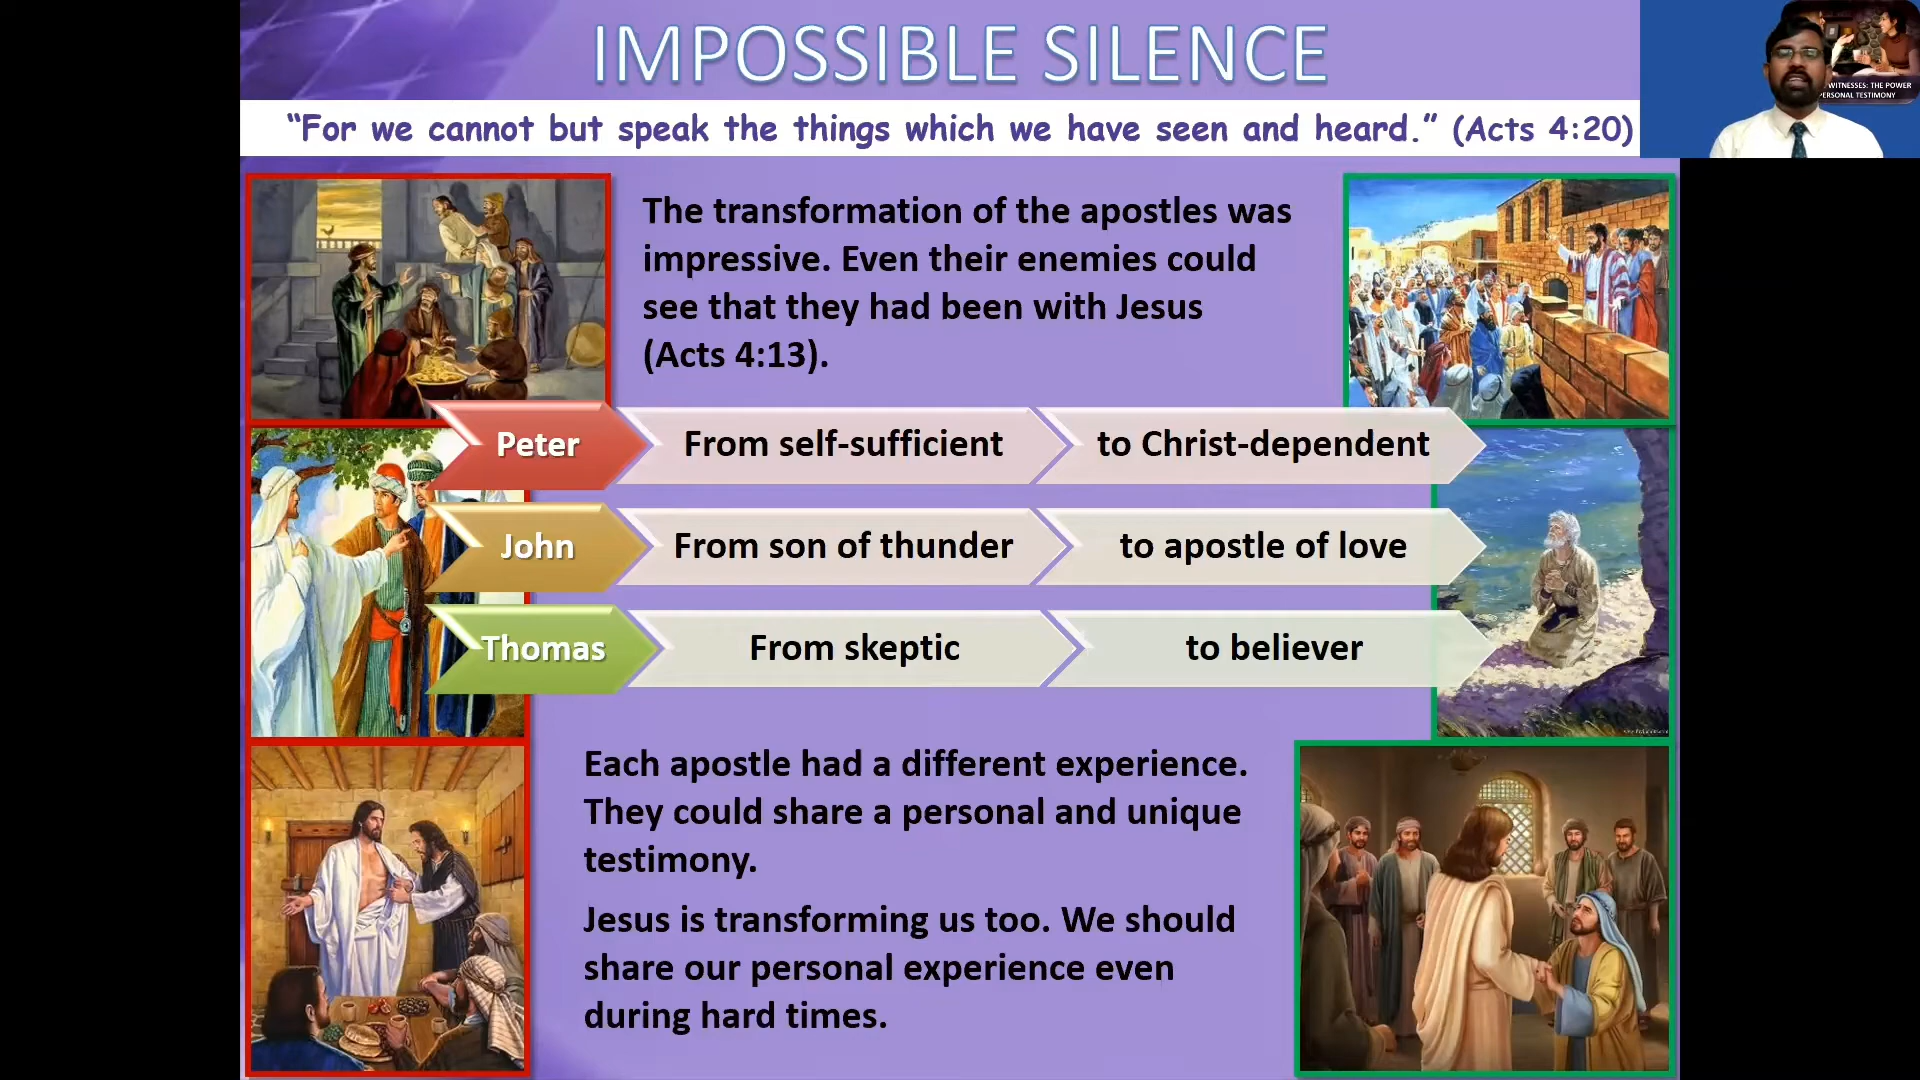 IMPOSSIBLE SILENCE
“For we cannot but speak the things which we have seen and heard.” (Acts 4:20)
WITNESSES: THE POWER
PERSONAL TESTIMONY
The transformation of the apostles was
impressive. Even their enemies could
see that they had been with Jesus
(Acts 4:13).
Peter From self-sufficient to Christ-dependent
John From son of thunder to apostle of love
Thomas From skeptic to believer
Each apostle had a different experience.
They could share a personal and unique
testimony.
Jesus is transforming us too. We should
share our personal experience even
during hard times.